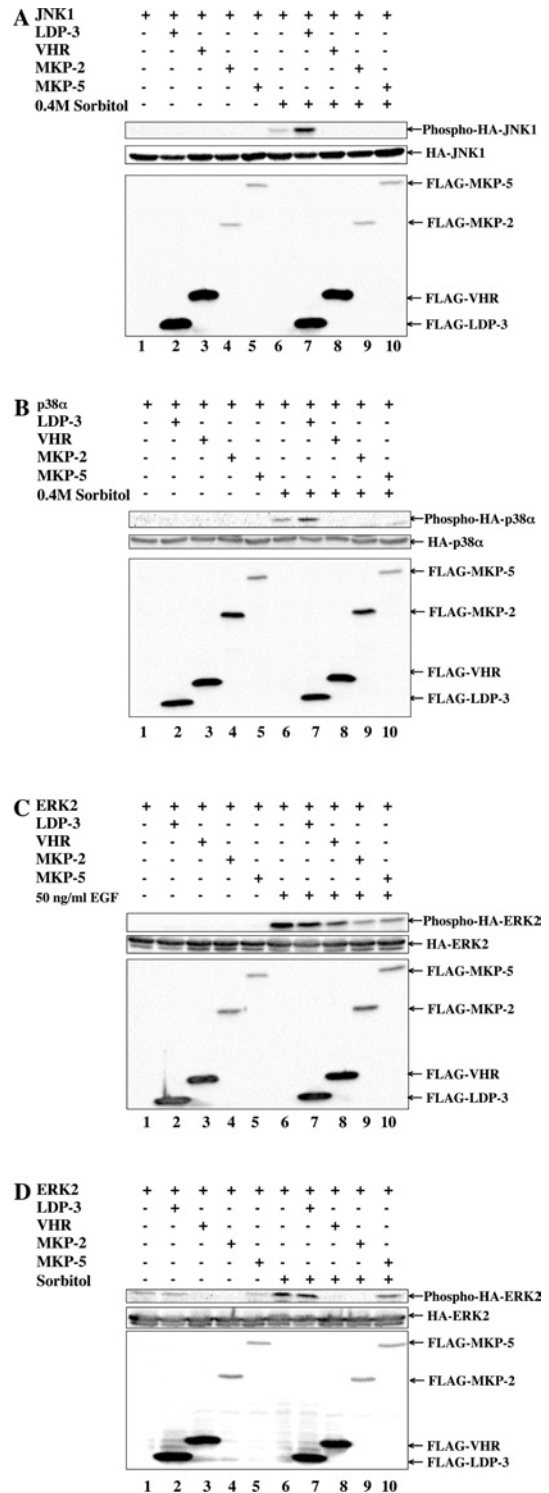 A JNK1 + + + + + + + + + +
LDP-3 - + - - - - + - - -
VHR - - + - - - - + - -
MKP-2 - - - + - - - - + -
MKP-5 - - - - + - - - - +
0.4M Sorbitol - - - - - + + + + +
Phospho-HA-JNK1
HA-JNK1
FLAG-MKP-5
FLAG-MKP-2
FLAG-VHR
FLAG-LDP-3
1 2 3 4 5 6 7 8 9 10
B p38α + + + + + + + + + +
LDP-3 - + - - - - + - - -
VHR - - + - - - - + - -
MKP-2 - - - + - - - - + -
MKP-5 - - - - + - - - - +
0.4M Sorbitol - - - - - + + + + +
Phospho-HA-p38α
HA-p38α
FLAG-MKP-5
FLAG-MKP-2
FLAG-VHR
FLAG-LDP-3
1 2 3 4 5 6 7 8 9 10
C ERK2 + + + + + + + + + +
LDP-3 - + - - - - + - - -
VHR - - + - - - - + - -
MKP-2 - - - + - - - - + -
MKP-5 - - - - + - - - - +
50 ng/ml EGF - - - - - + + + + +
Phospho-HA-ERK2
HA-ERK2
FLAG-MKP-5
FLAG-MKP-2
FLAG-VHR
FLAG-LDP-3
1 2 3 4 5 6 7 8 9 10
D ERK2 + + + + + + + + + +
LDP-3 - + - - - - + - - -
VHR - - + - - - - + - -
MKP-2 - - - + - - - - + -
MKP-5 - - - - + - - - - +
Sorbitol - - - - - + + + + +
Phospho-HA-ERK2
HA-ERK2
FLAG-MKP-5
FLAG-MKP-2
FLAG-VHR
FLAG-LDP-3
1 2 3 4 5 6 7 8 9 10